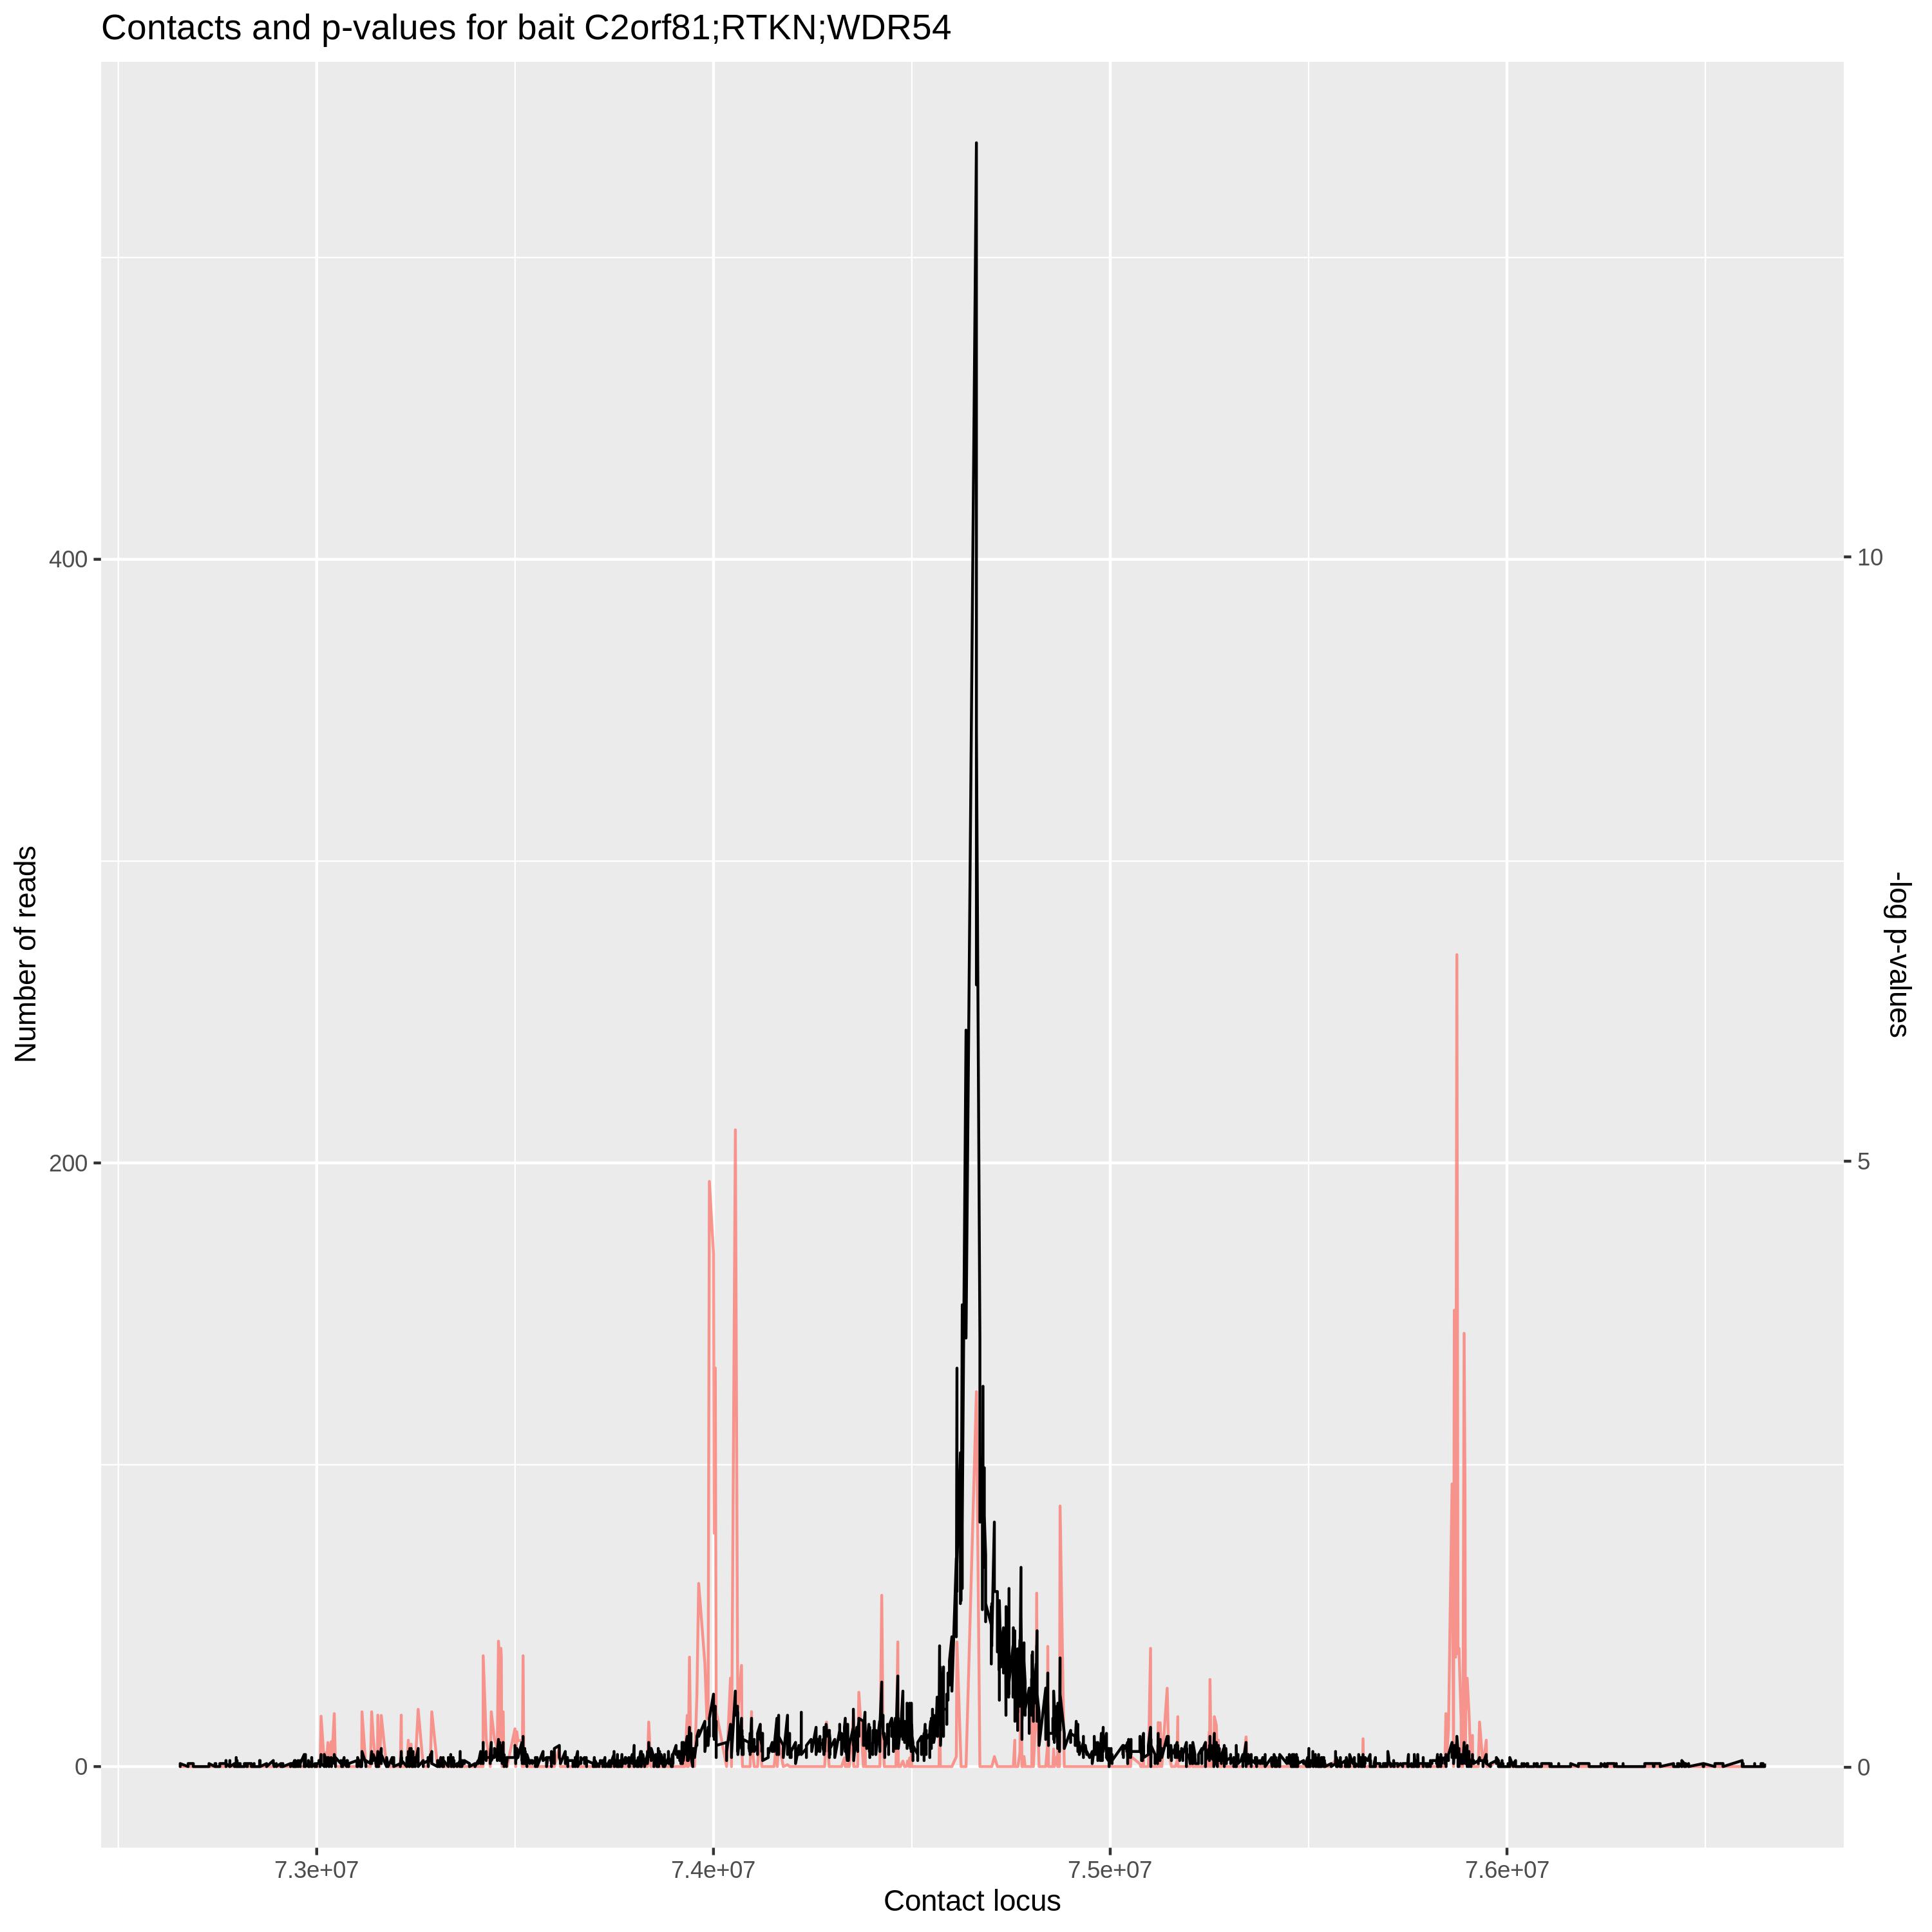 Contacts and p-values for bait C2orf81;RTKN;WDR54
Number of reads
400
200
0
10
5
0
-log p-values
7.3e+07
7.4e+07
7.5e+07
7.6e+07
Contact locus